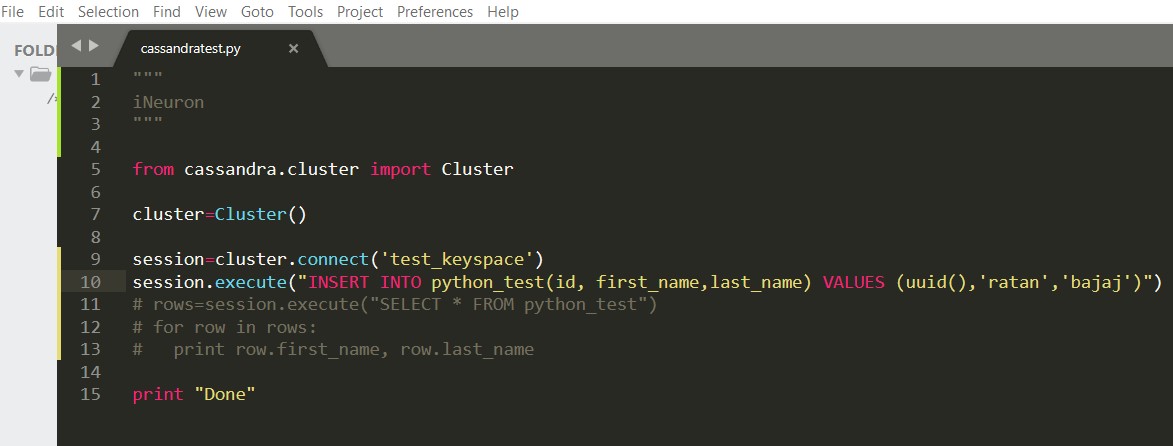 File Edit Selection Find View Goto Tools Project Preferences Help
FOLD
cassandratest.py ×
/*
1 """
2 iNeuron
3 """
4
5 from cassandra.cluster import Cluster
6
7 cluster=Cluster()
8
9 session=cluster.connect('test_keyspace')
10 session.execute("INSERT INTO python_test(id, first_name,last_name) VALUES (uuid(),'ratan','bajaj')")
11 # rows=session.execute("SELECT * FROM python_test")
12 # for row in rows:
13 #   print row.first_name, row.last_name
14
15 print "Done"